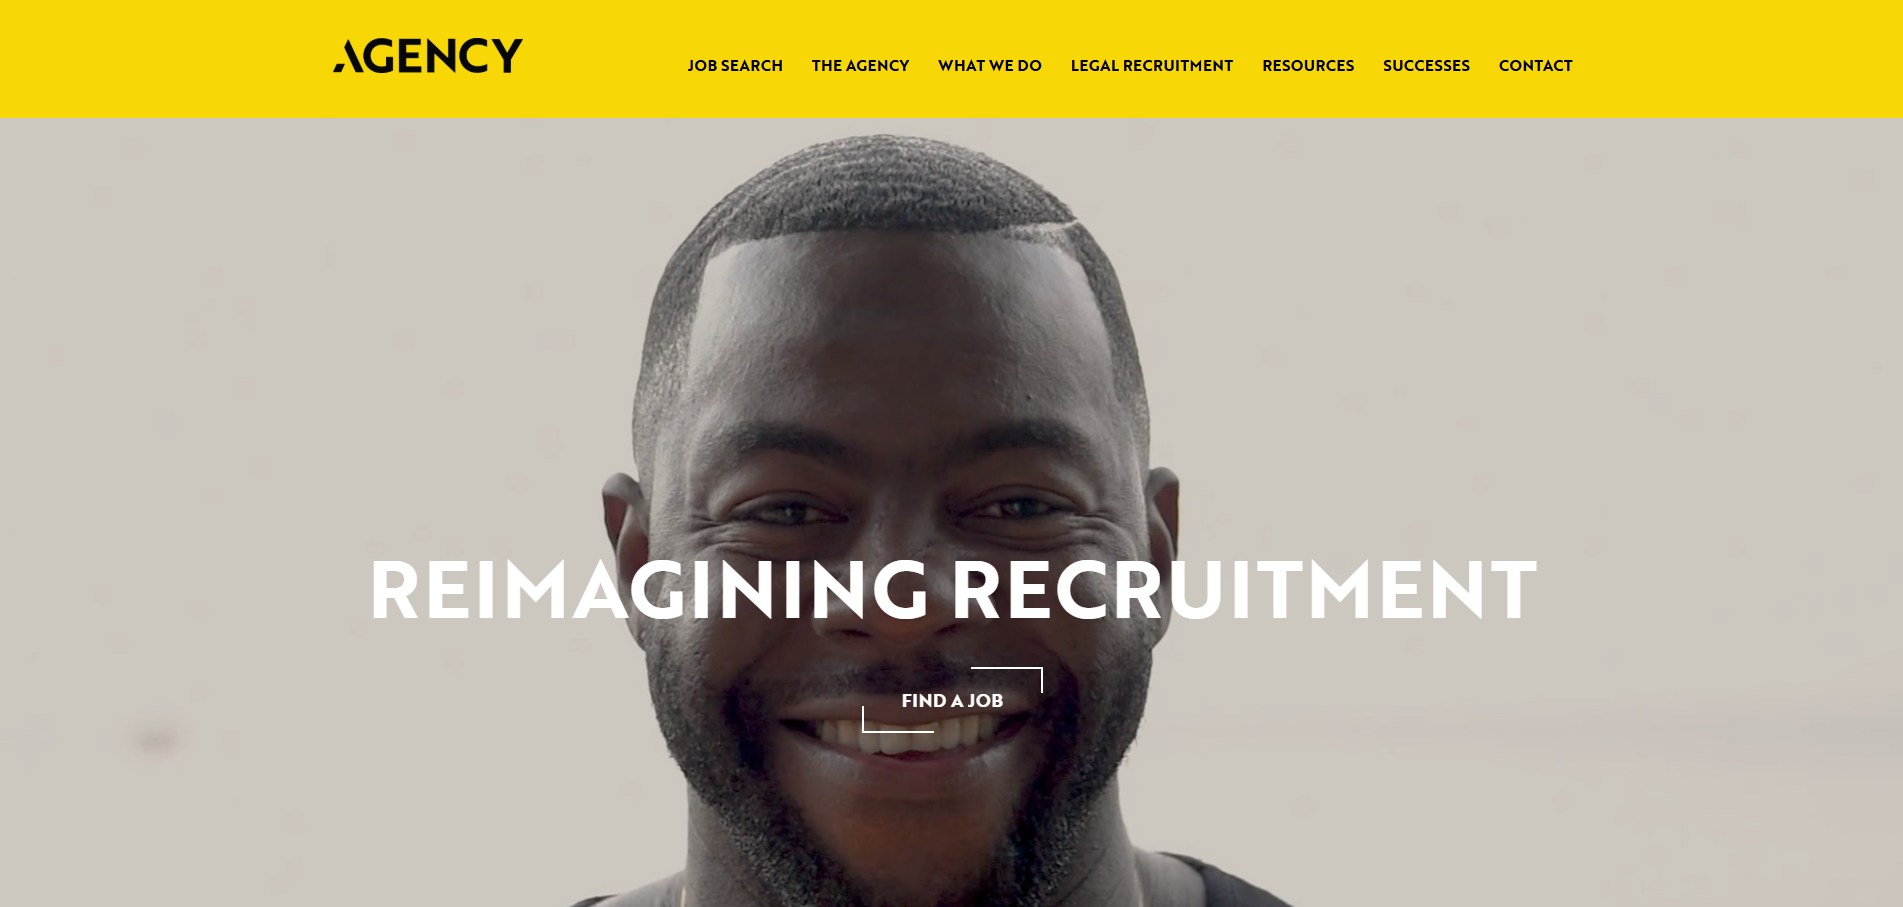 AGENCY
JOB SEARCH THE AGENCY WHAT WE DO LEGAL RECRUITMENT RESOURCES SUCCESSES CONTACT
REIMAGINING RECRUITMENT
FIND A JOB